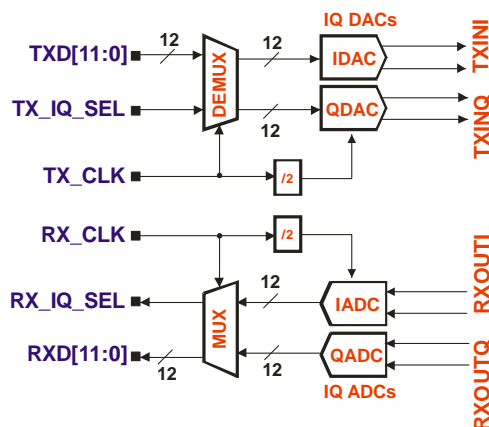 IQ DACs
TXD[11:0]
12
12
IDAC
TXINI
DEMUX
TX_IQ_SEL
12
QDAC
TXINQ
TX_CLK
/2
RX_CLK
/2
RX_IQ_SEL
MUX
12
IADC
RXOUTI
RXD[11:0]
12
12
QADC
RXOUTQ
IQ ADCs